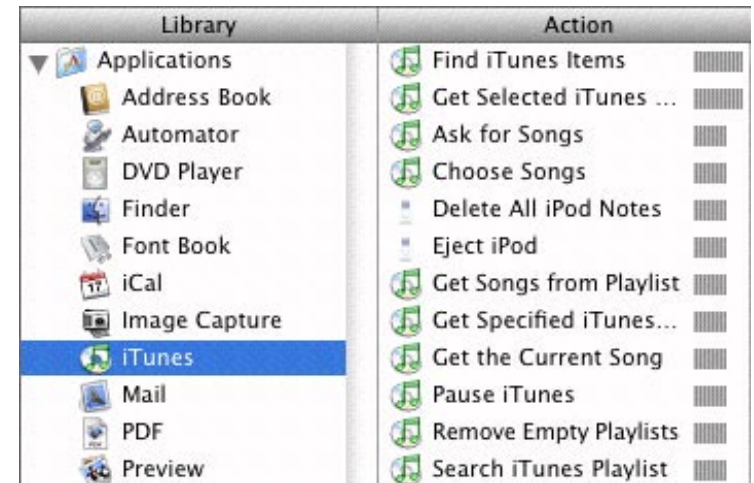 Library
Applications
Address Book
Automator
DVD Player
Finder
Font Book
iCal
17
Image Capture
iTunes
Mail
PDF
Preview
Action
Find iTunes Items
Get Selected iTunes ...
Ask for Songs
Choose Songs
Delete All iPod Notes
Eject iPod
Get Songs from Playlist
Get Specified iTunes...
Get the Current Song
Pause iTunes
Remove Empty Playlists
Search iTunes Playlist